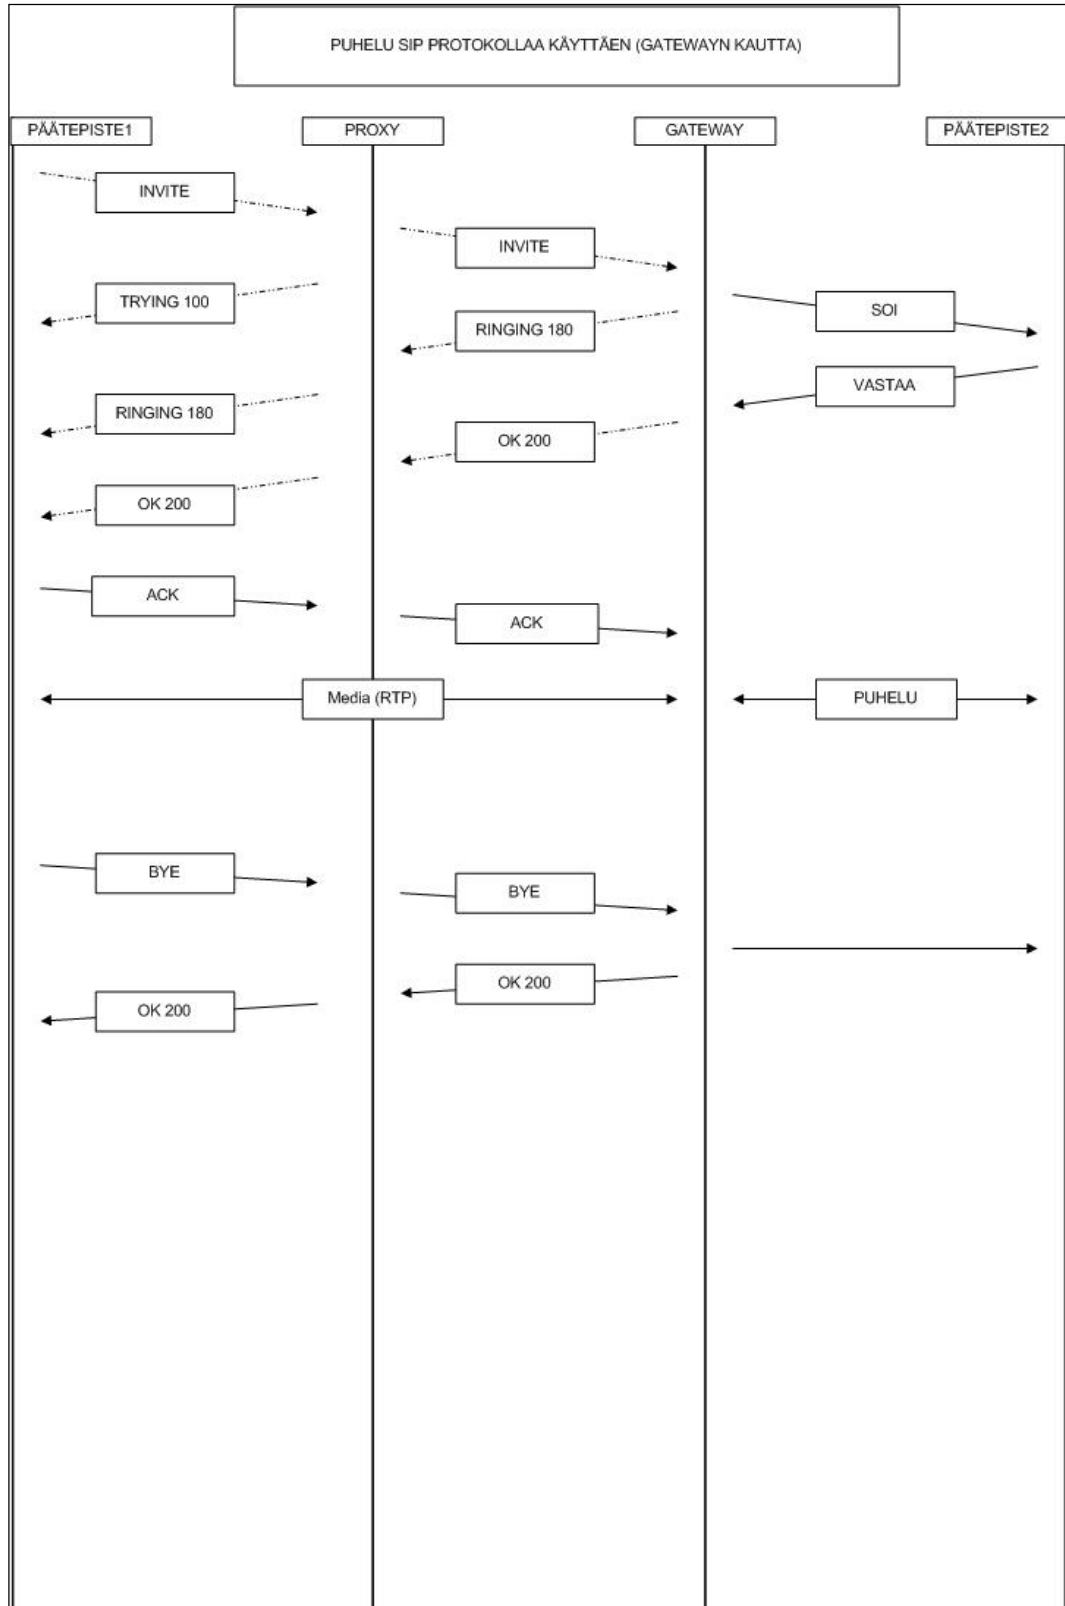 PUHELU SIP PROTOKOLLAA KÄYTTÄEN (GATEWAYN KAUTTA)
PÄÄTEPISTE1
PROXY
GATEWAY
PÄÄTEPISTE2
INVITE
INVITE
TRYING 100
SOI
RINGING 180
VASTAA
RINGING 180
OK 200
OK 200
ACK
ACK
Media (RTP)
PUHELU
BYE
BYE
OK 200
OK 200